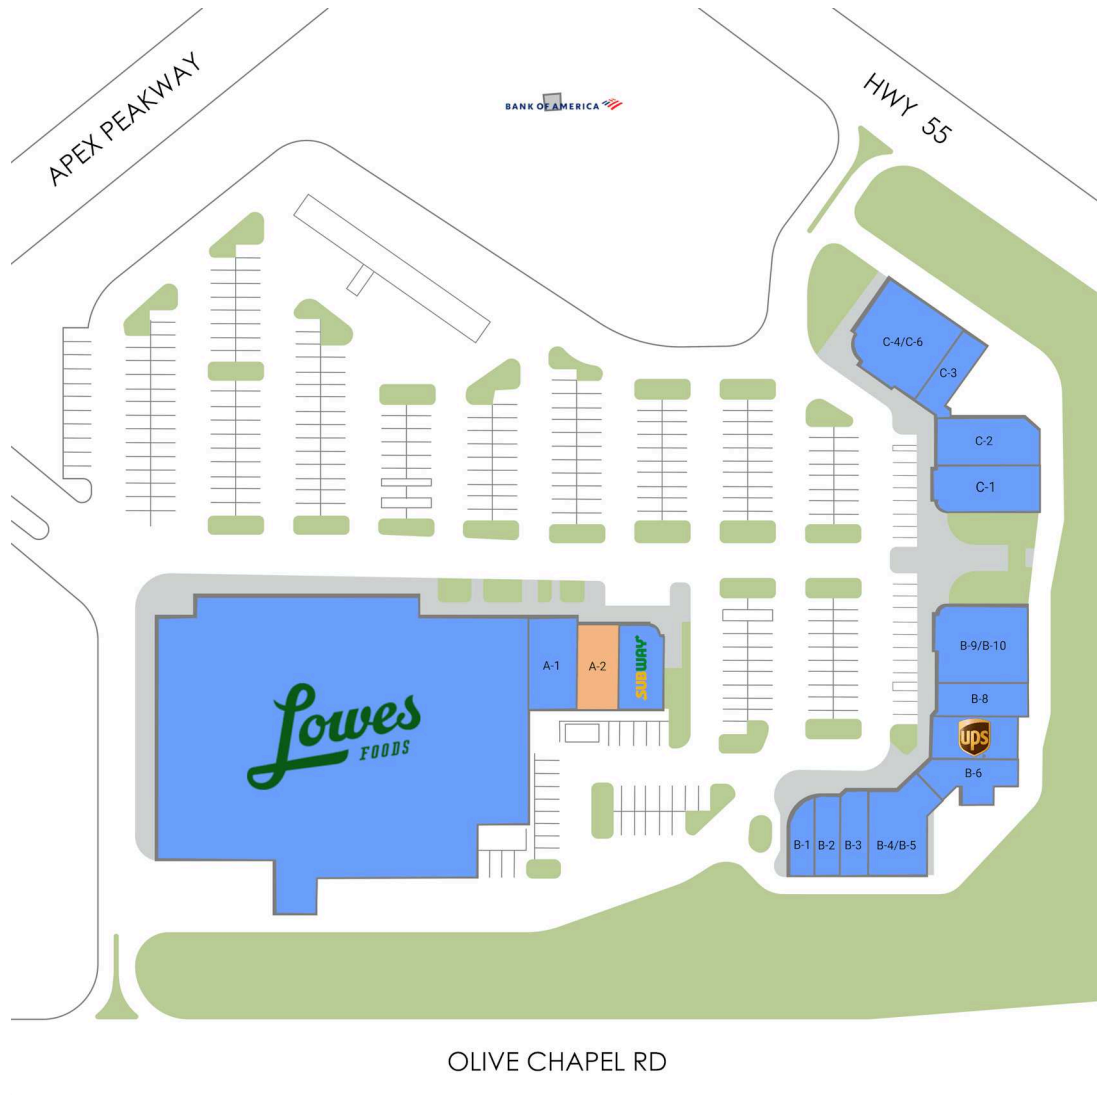 APEX PEAKWAY
BANK OF AMERICA
HWY 55
C-4/C-6
C-3
C-2
C-1
A-1
A-2
SUBWAY
Lowes
FOODS
B-9/B-10
B-8
ups
B-6
B-1
B-2
B-3
B-4/B-5
OLIVE CHAPEL RD